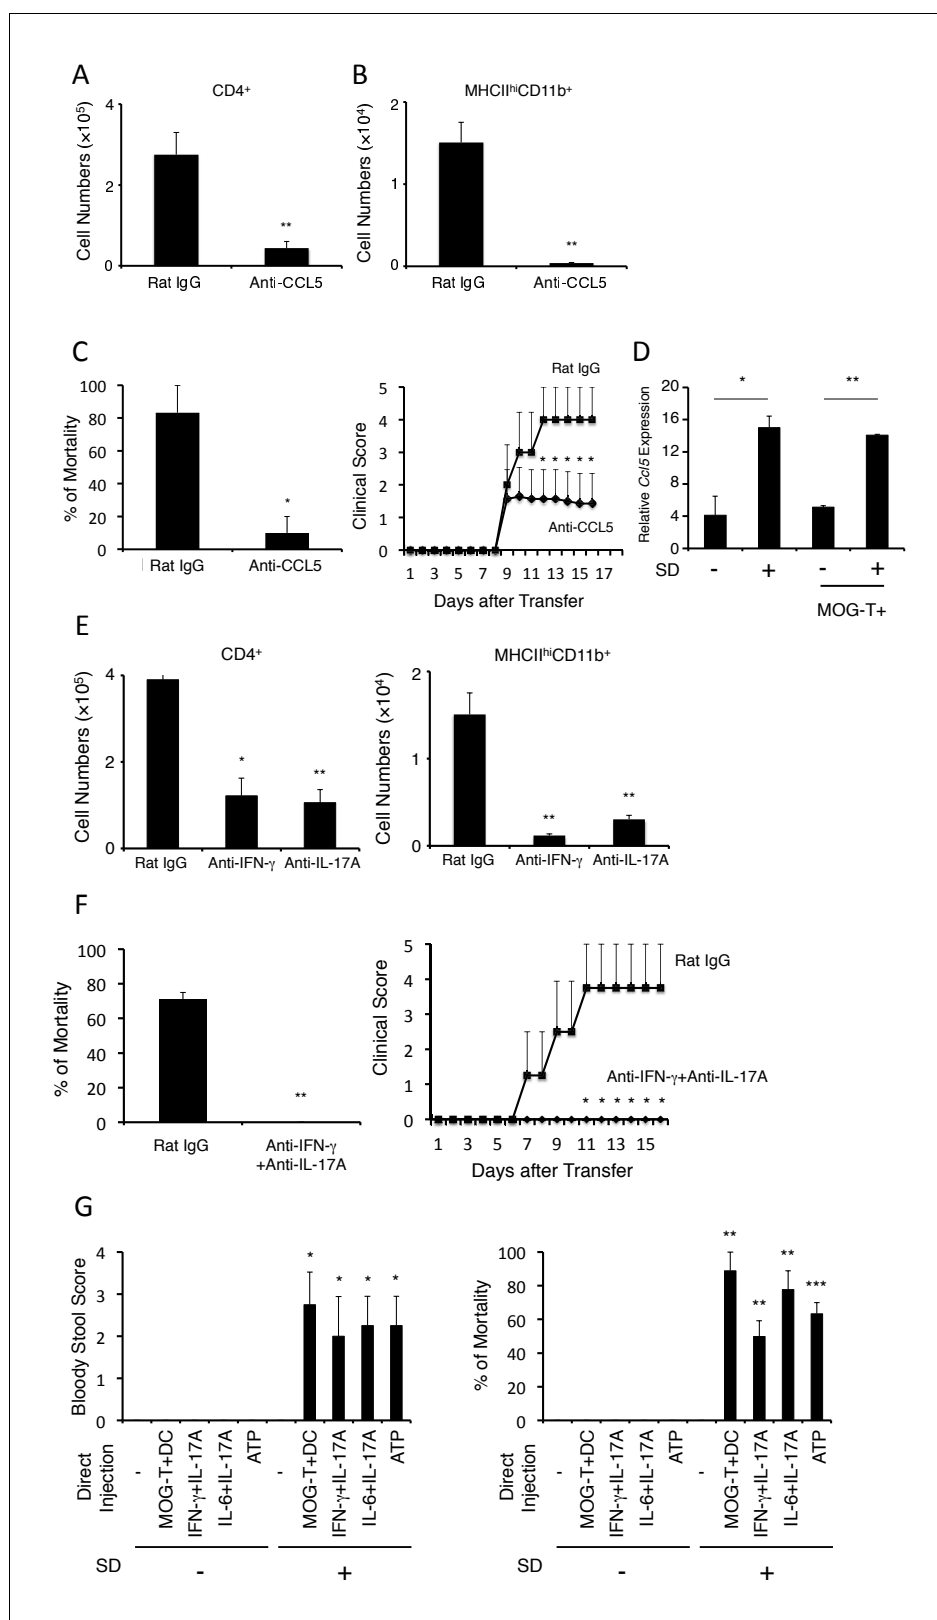 A
CD4+
Cell Numbers (×10⁵)
4
2
0
**
Rat IgG
Anti-CCL5
B
MHCIIʰⁱCD11b⁺
Cell Numbers (×10⁴)
2
1
0
**
Rat IgG
Anti-CCL5
C
% of Mortality
100
80
60
40
20
0
*
Rat IgG
Anti-CCL5
Clinical Score
5
4
3
2
1
0
Rat IgG
* * * * *
Anti-CCL5
1 3 5 7 9 11 13 15 17
Days after Transfer
D
Relative Ccl5 Expression
20
16
12
8
4
0
* **
SD - + - +
MOG-T+
E
CD4⁺
Cell Numbers (×10⁵)
4
2
0
* **
Rat IgG Anti-IFN-γ Anti-IL-17A
MHCIIʰⁱCD11b⁺
Cell Numbers (×10⁴)
2
1
0
** **
Rat IgG Anti-IFN-γ Anti-IL-17A
F
% of Mortality
100
80
60
40
20
0
**
Rat IgG Anti-IFN-γ
+Anti-IL-17A
Clinical Score
5
4
3
2
1
0
Rat IgG
Anti-IFN-γ+Anti-IL-17A
* * * * * *
1 3 5 7 9 11 13 15
Days after Transfer
G
Bloody Stool Score
4
3
2
1
0
* * * *
Direct
Injection
-
MOG-T+DC
IFN-γ+IL-17A
IL-6+IL-17A
ATP
-
MOG-T+DC
IFN-γ+IL-17A
IL-6+IL-17A
ATP
SD - +
% of Mortality
100
80
60
40
20
0
** ** ** ***
Direct
Injection
-
MOG-T+DC
IFN-γ+IL-17A
IL-6+IL-17A
ATP
-
MOG-T+DC
IFN-γ+IL-17A
IL-6+IL-17A
ATP
SD - +